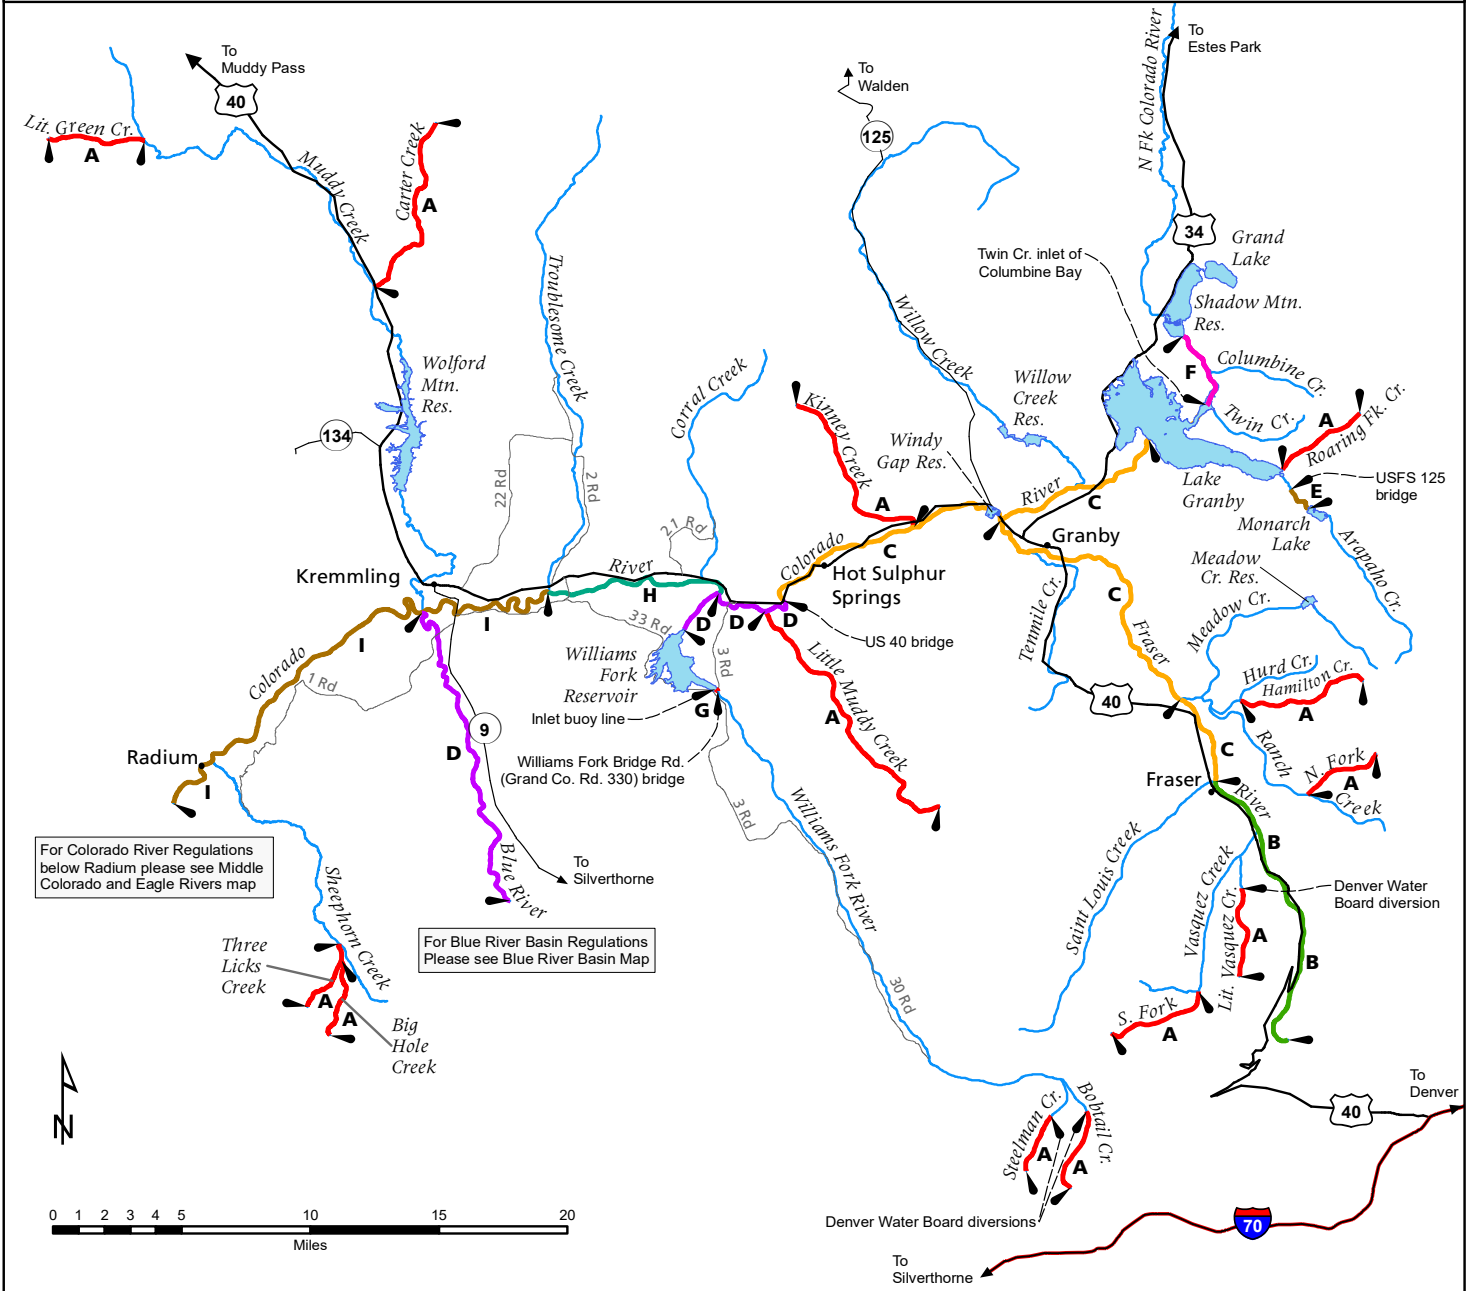 To
Muddy Pass
40
Lit. Green Cr.
A
Muddy Creek
Carter Creek
A
Troublesome Creek
To
Walden
125
N Fk Colorado River
To
Estes Park
34
Grand
Lake
Twin Cr. inlet of
Columbine Bay
Shadow Mtn.
Res.
F
Columbine Cr.
Twin Cr.
A
Roaring Fk. Cr.
Willow Creek
Willow
Creek
Res.
Wolford
Mtn.
Res.
134
Corral Creek
Kinney Creek
A
Windy
Gap Res.
River
C
Lake
Granby
E
USFS 125
bridge
Monarch
Lake
Arapaho Cr.
22 Rd
2 Rd
21 Rd
Colorado
C
Granby
Hot Sulphur
Springs
Meadow
Cr. Res.
Meadow Cr.
Kremmling
River
H
I
I
33 Rd
D
D
D
US 40 bridge
Tenmile Cr.
C
Fraser
Hurd Cr.
Hamilton Cr.
A
40
Colorado
1 Rd
Williams
Fork
Reservoir
3 Rd
Little Muddy Creek
A
Inlet buoy line
G
Williams Fork Bridge Rd.
(Grand Co. Rd. 330) bridge
9
D
Radium
I
C
Ranch
Creek
N. Fork
A
Fraser
River
B
3 Rd
Williams Fork River
For Colorado River Regulations
below Radium please see Middle
Colorado and Eagle Rivers map
Blue River
To
Silverthorne
Sheephorn Creek
Saint Louis Creek
Vasquez Creek
Lit. Vasbenez Cr.
A
Denver Water
Board diversion
B
For Blue River Basin Regulations
Please see Blue River Basin Map
Three
Licks
Creek
A
A
Big
Hole
Creek
30 Rd
S. Fork
A
N
Steelman Cr.
A
Bobtail Cr.
A
To
Denver
40
0 1 2 3 4 5 10 15 20
Miles
Denver Water Board diversions
70
To
Silverthorne